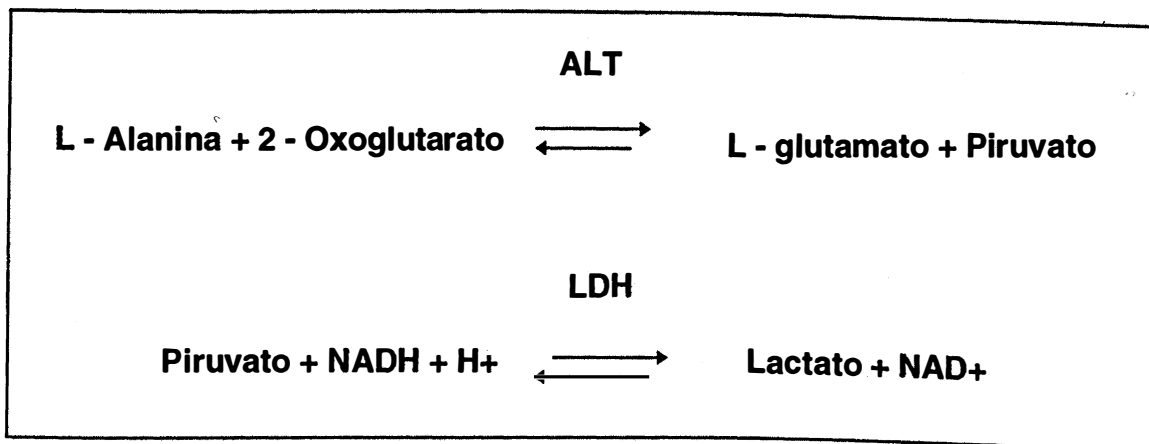 ALT
L - Alanina + 2 - Oxoglutarato L - glutamato + Piruvato
LDH
Piruvato + NADH + H+ Lactato + NAD+